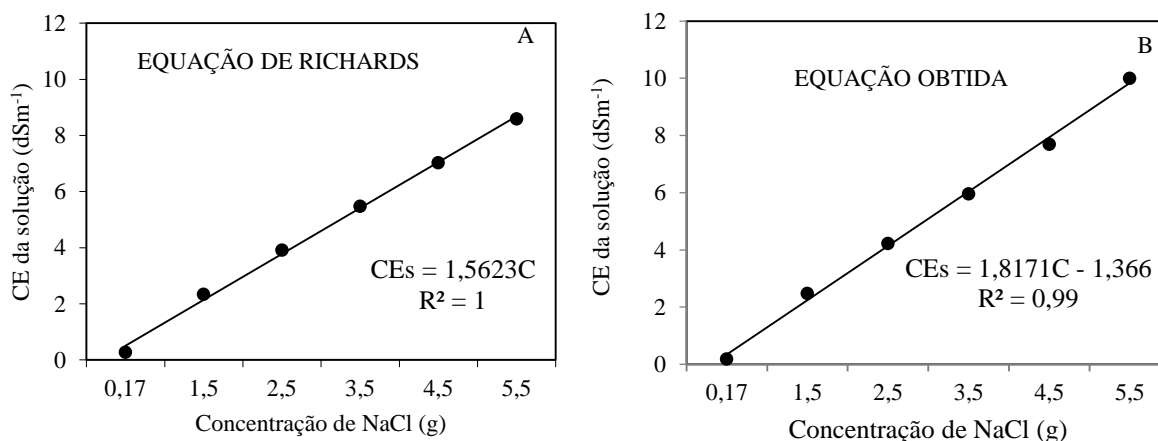 A
EQUAÇÃO DE RICHARDS
CE da solução (dSm⁻¹)
12
10
8
6
4
2
0
CEs = 1,5623C
R² = 1
0,17 1,5 2,5 3,5 4,5 5,5
Concentração de NaCl (g)
B
EQUAÇÃO OBTIDA
CE da solução (dSm⁻¹)
12
10
8
6
4
2
0
CEs = 1,8171C - 1,366
R² = 0,99
0,17 1,5 2,5 3,5 4,5 5,5
Concentração de NaCl (g)